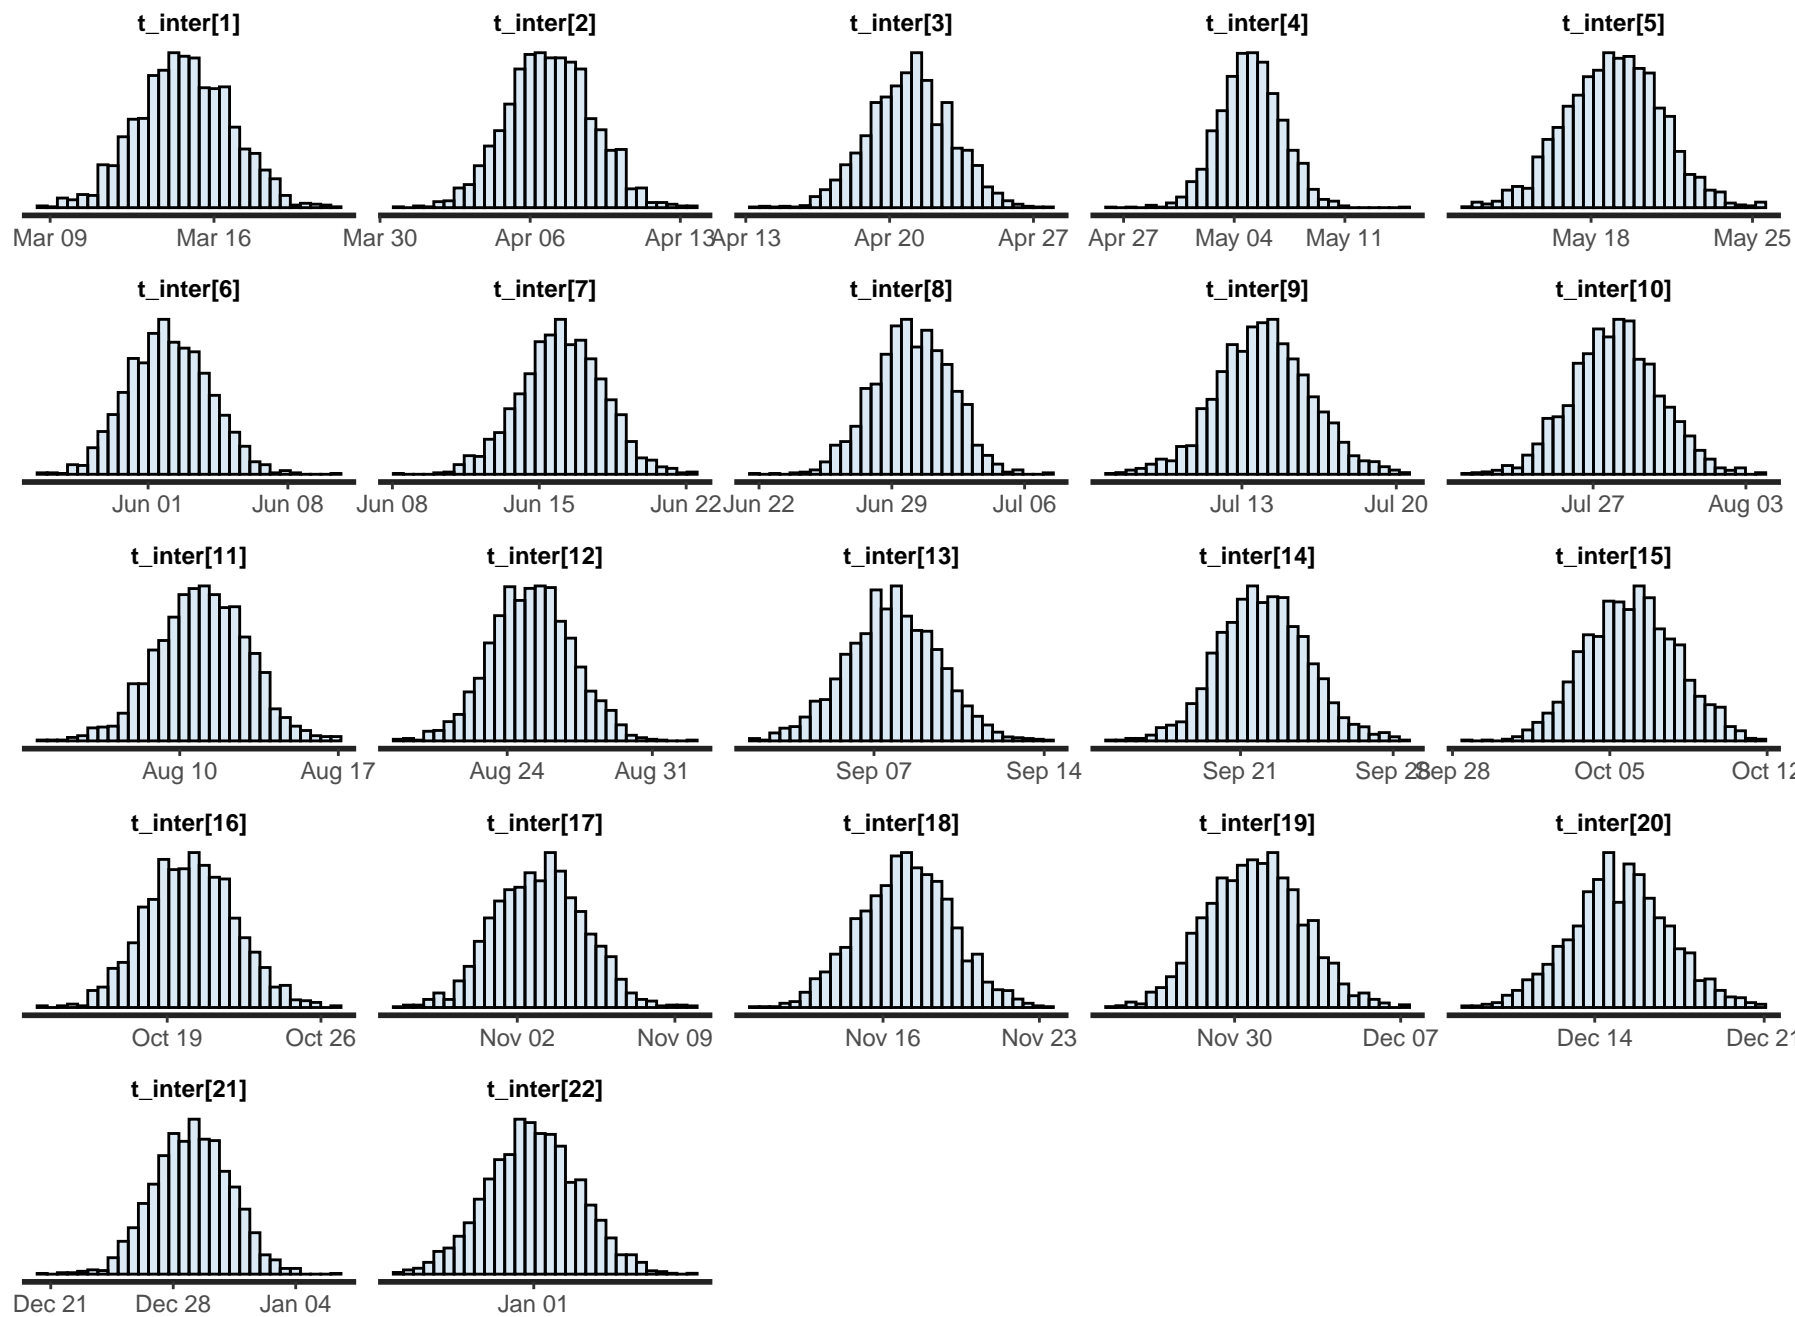 t_inter[1] t_inter[2] t_inter[3] t_inter[4] t_inter[5]
Mar 09 Mar 16 Mar 30 Apr 06 Apr 13 Apr 13 Apr 20 Apr 27 Apr 27 May 04 May 11 May 18 May 25
t_inter[6] t_inter[7] t_inter[8] t_inter[9] t_inter[10]
Jun 01 Jun 08 Jun 08 Jun 15 Jun 22 Jun 22 Jun 29 Jul 06 Jul 13 Jul 20 Jul 27 Aug 03
t_inter[11] t_inter[12] t_inter[13] t_inter[14] t_inter[15]
Aug 10 Aug 17 Aug 24 Aug 31 Sep 07 Sep 14 Sep 21 Sep 28 Sep 28 Oct 05 Oct 12
t_inter[16] t_inter[17] t_inter[18] t_inter[19] t_inter[20]
Oct 19 Oct 26 Nov 02 Nov 09 Nov 16 Nov 23 Nov 30 Dec 07 Dec 14 Dec 21
t_inter[21] t_inter[22]
Dec 21 Dec 28 Jan 04 Jan 01